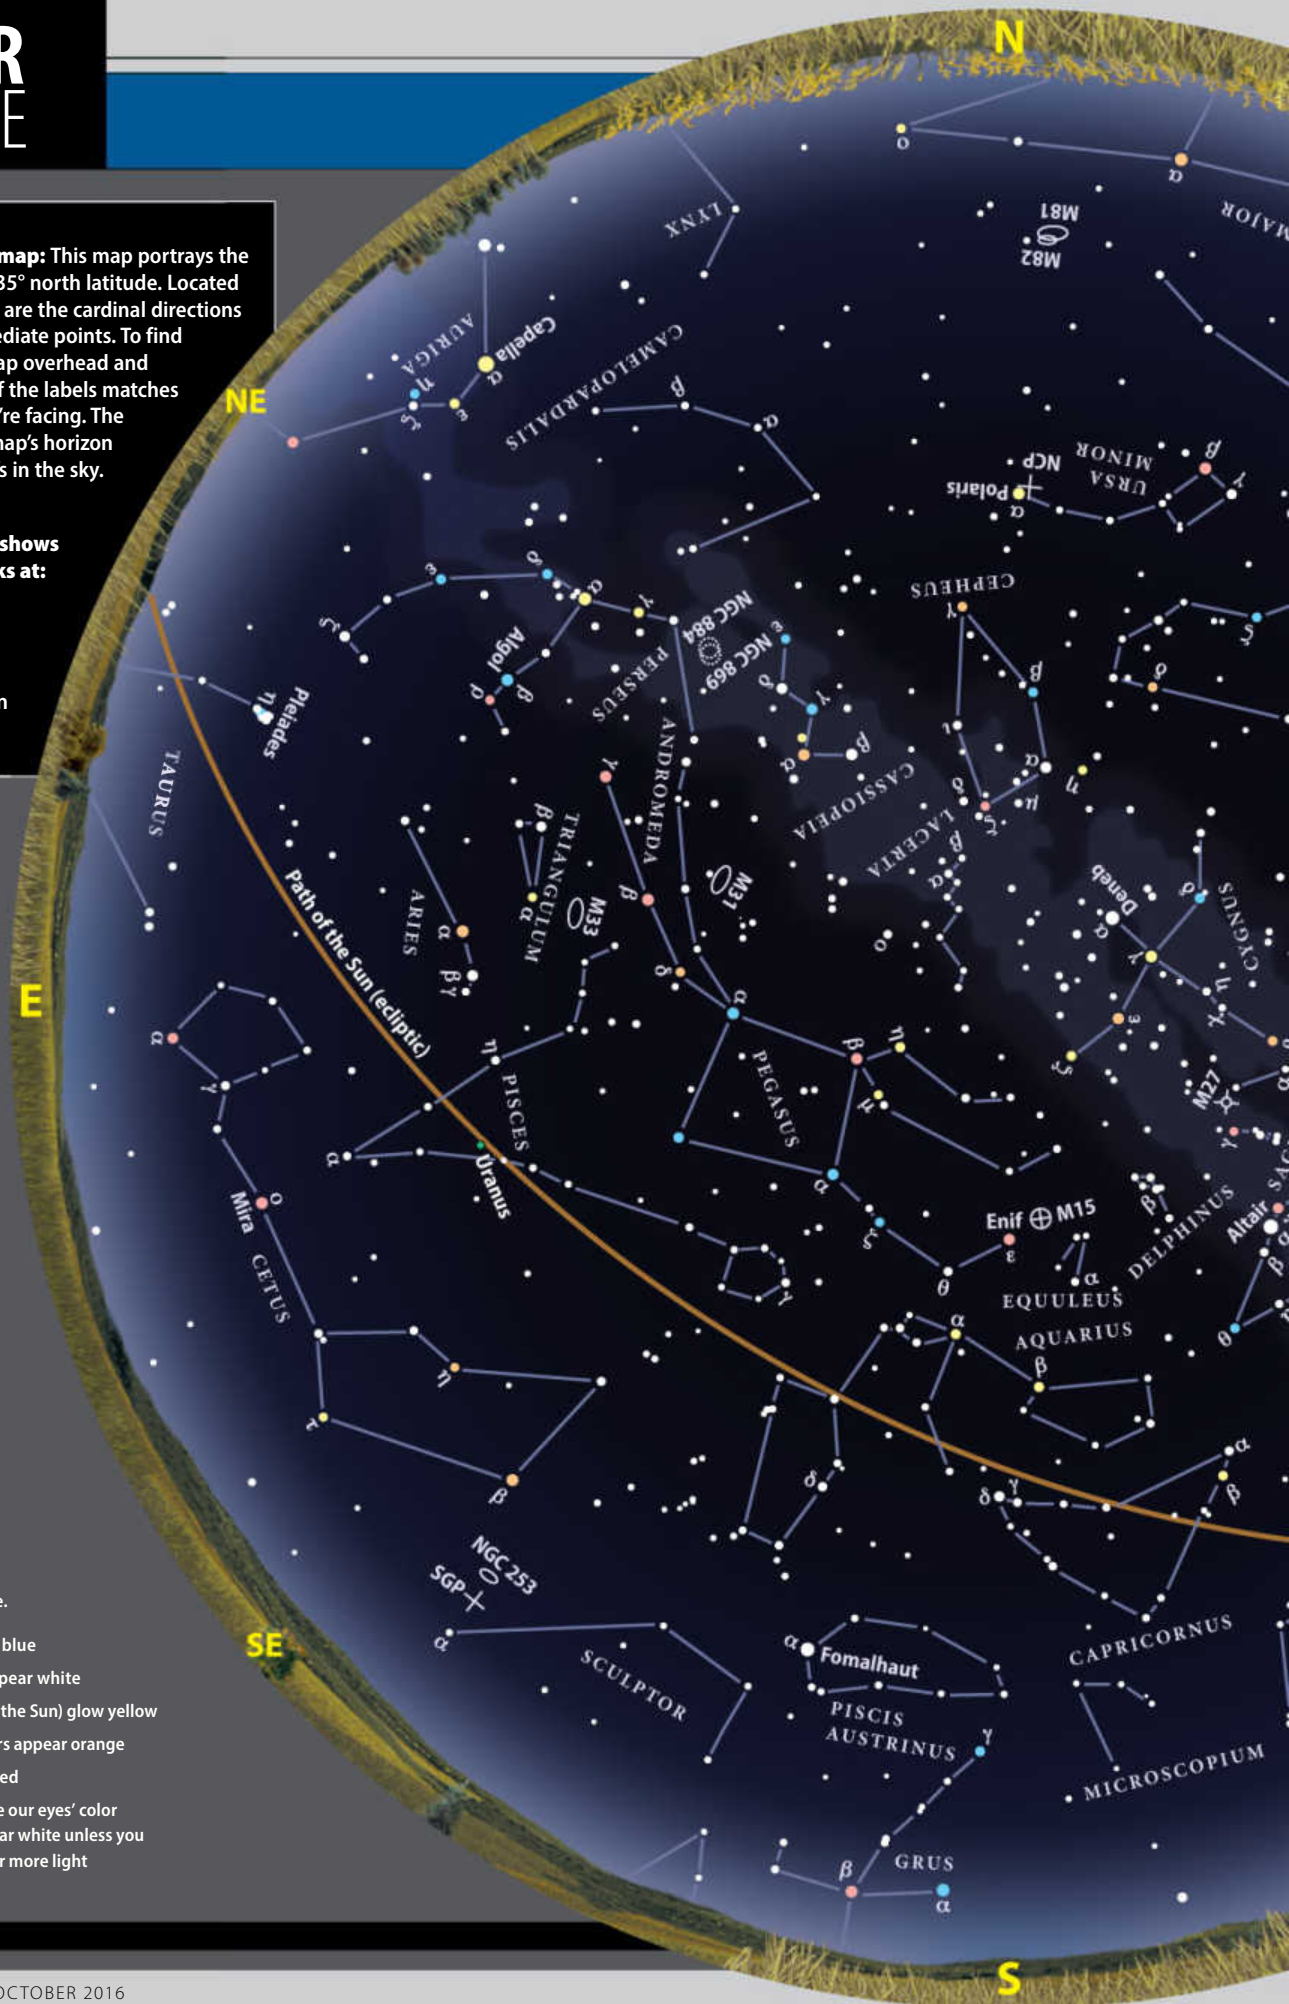 R
E
map: This map portrays the
35° north latitude. Located
are the cardinal directions
ediate points. To find
ap overhead and
f the labels matches
're facing. The
map's horizon
s in the sky.
shows
ks at:
n
e.
blue
pear white
the Sun) glow yellow
rs appear orange
ed
e our eyes' color
ar white unless you
r more light
OCTOBER 2016
N
NE
E
SE
S
MAJOR
M81
M82
LYNX
AURIGA
Capella
CAMELOPARDALIS
NCP
Polaris
URSA
MINOR
CEPHEUS
NGC 884
NGC 869
PERSEUS
Algol
Pleiades
TAURUS
ANDROMEDA
CASSIOPEIA
LACERTA
TRIANGULUM
M33
M31
ARIES
Deneb
CYGNUS
Path of the Sun (ecliptic)
PISCES
Uranus
PEGASUS
M27
Enif
M15
EQUULEUS
DELPHINUS
Altair
AQUARIUS
Mira
CETUS
NGC 253
SGP
SCULPTOR
Fomalhaut
PISCIS
AUSTRINUS
CAPRICORNUS
MICROSCOPIUM
GRUS